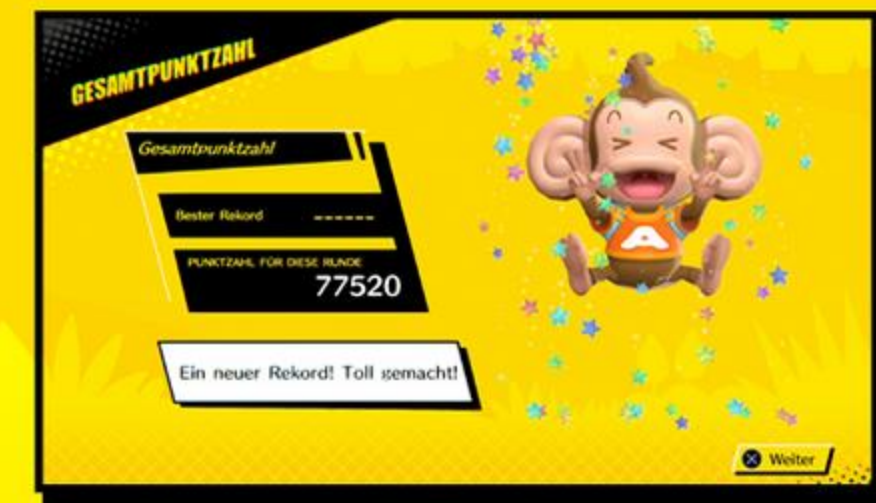 GESAMTPUNKTZAHL
Gesamtpunktzahl
Bester Rekord ------
PUNKTZAHL FÜR DIESE RUNDE
77520
Ein neuer Rekord! Toll gemacht!
A
Weiter